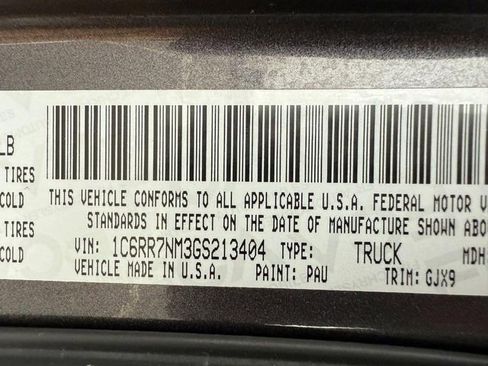 LB
TIRES
COLD
TIRES
COLD
THIS VEHICLE CONFORMS TO ALL APPLICABLE U.S.A. FEDERAL MOTOR V
STANDARDS IN EFFECT ON THE DATE OF MANUFACTURE SHOWN ABO
VIN: 1C6RR7NM3GS213404 TYPE: TRUCK MDH
VEHICLE MADE IN U.S.A. PAINT: PAU TRIM: GJX9